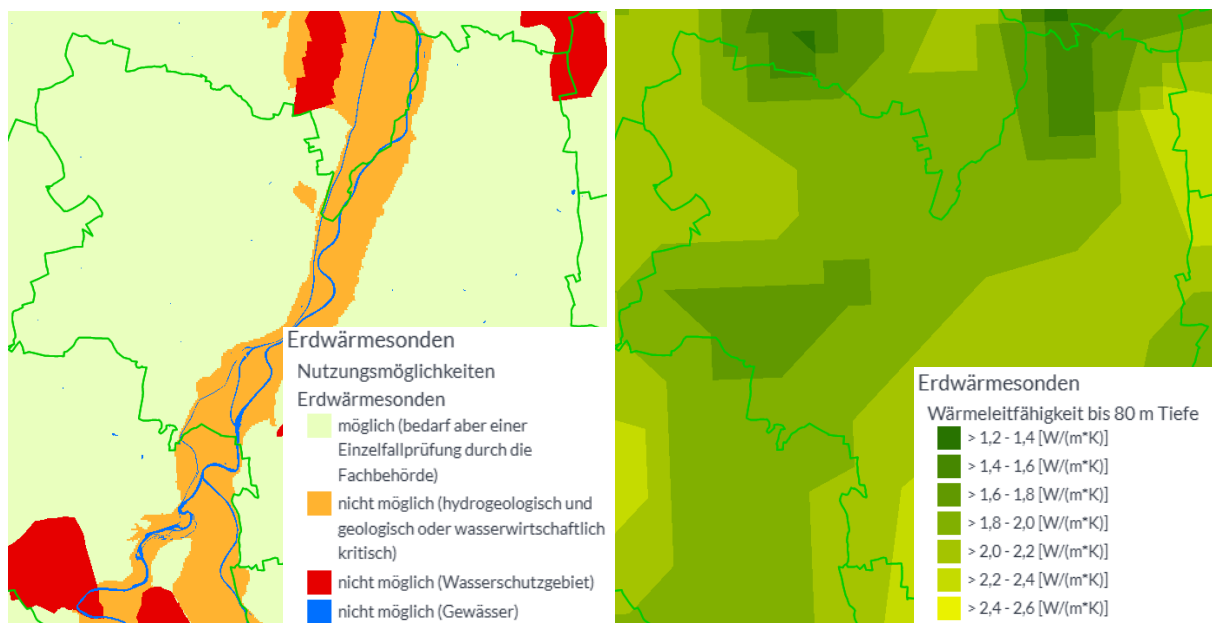 Erdwärmesonden
Nutzungsmöglichkeiten
Erdwärmesonden
möglich (bedarf aber einer
Einzelfallprüfung durch die
Fachbehörde)
nicht möglich (hydrogeologisch und
geologisch oder wasserwirtschaftlich
kritisch)
nicht möglich (Wasserschutzgebiet)
nicht möglich (Gewässer)
Erdwärmesonden
Wärmeleitfähigkeit bis 80 m Tiefe
> 1,2 - 1,4 [W/(m*K)]
> 1,4 - 1,6 [W/(m*K)]
> 1,6 - 1,8 [W/(m*K)]
> 1,8 - 2,0 [W/(m*K)]
> 2,0 - 2,2 [W/(m*K)]
> 2,2 - 2,4 [W/(m*K)]
> 2,4 - 2,6 [W/(m*K)]